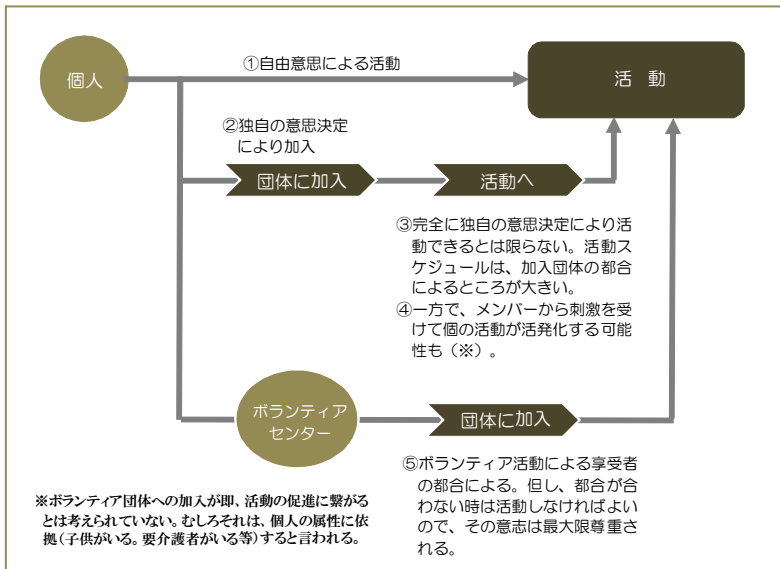 個人
①自由意思による活動
活 動
②独自の意思決定
により加入
団体に加入
活動へ
③完全に独自の意思決定により活
動できるとは限らない。活動ス
ケジュールは、加入団体の都合
によるところが大きい。
④一方で、メンバーから刺激を受
けて個の活動が活発化する可能
性も（※）。
ボランティア
センター
団体に加入
⑤ボランティア活動による享受者
の都合による。但し、都合が合
わない時は活動しなければよい
ので、その意志は最大限尊重さ
れる。
※ボランティア団体への加入が即、活動の促進に繋がる
とは考えられていない。むしろそれは、個人の属性に依
拠（子供がいる。要介護者がいる等）すると言われる。